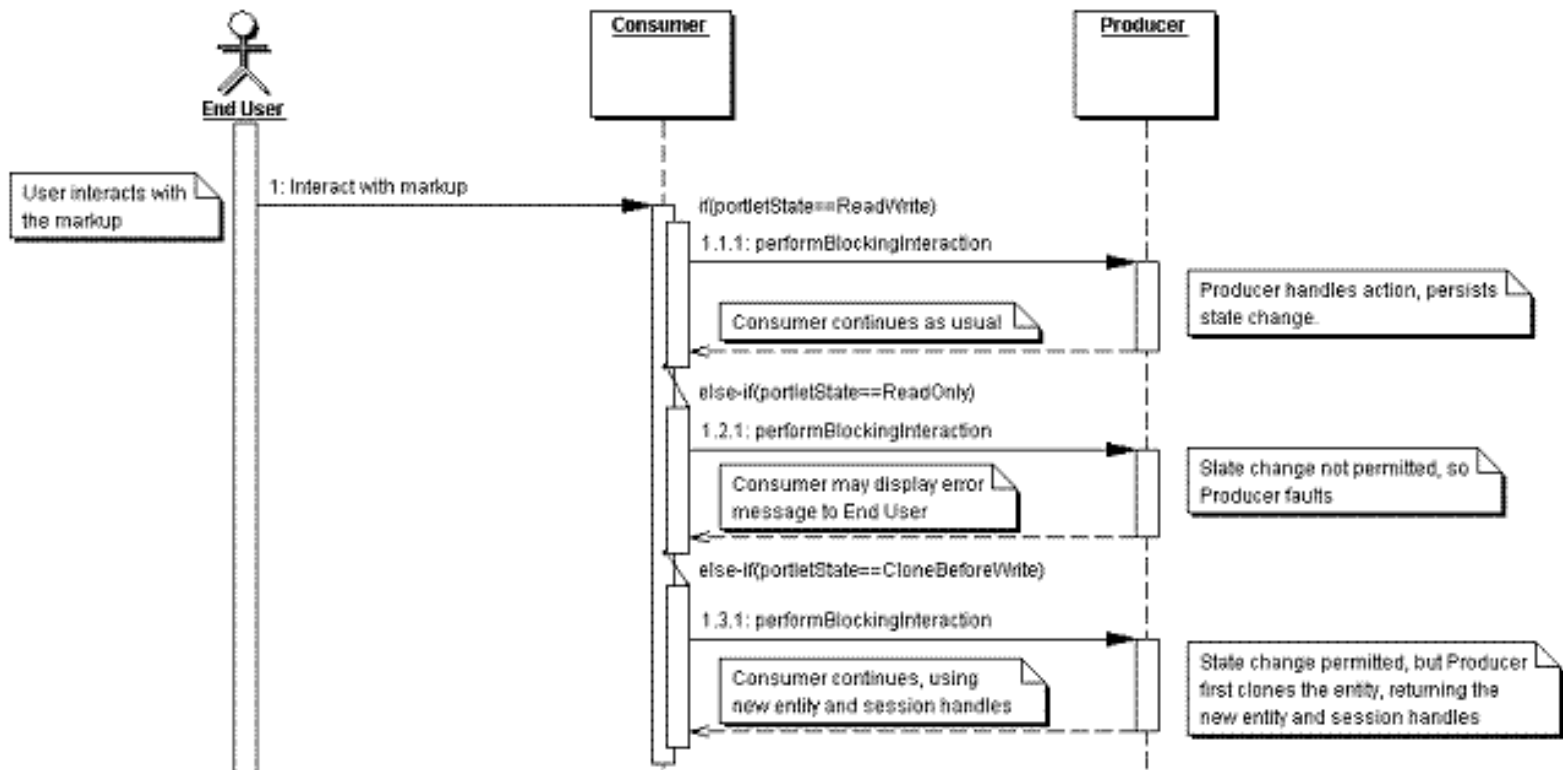 Consumer
Producer
End User
User interacts with
the markup
1: Interact with markup
if(portletState==ReadWrite)
1.1.1: performBlockingInteraction
Producer handles action, persists
state change.
Consumer continues as usual
else-if(portletState==ReadOnly)
1.2.1: performBlockingInteraction
State change not permitted, so
Producer faults
Consumer may display error
message to End User
else-if(portletState==CloneBeforeWrite)
1.3.1: performBlockingInteraction
State change permitted, but Producer
first clones the entity, returning the
new entity and session handles
Consumer continues, using
new entity and session handles